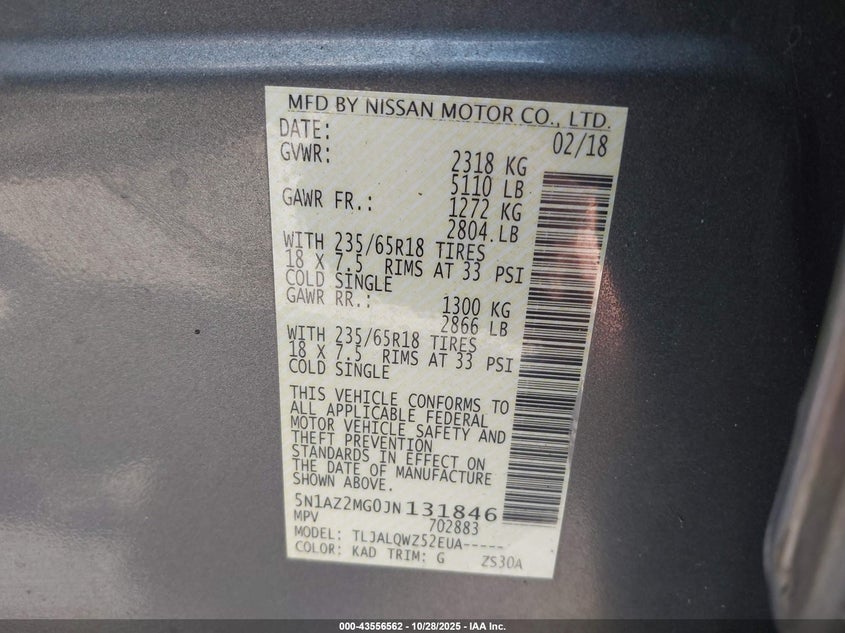 MFD BY NISSAN MOTOR CO., LTD.
DATE: 02/18
GVWR: 2318 KG
5110 LB
GAWR FR.: 1272 KG
2804 LB
WITH 235/65R18 TIRES
18 X 7.5 RIMS AT 33 PSI
COLD SINGLE
GAWR RR.: 1300 KG
2866 LB
WITH 235/65R18 TIRES
18 X 7.5 RIMS AT 33 PSI
COLD SINGLE
THIS VEHICLE CONFORMS TO
ALL APPLICABLE FEDERAL
MOTOR VEHICLE SAFETY AND
THEFT PREVENTION
STANDARDS IN EFFECT ON
THE DATE OF MANUFACTURE
SHOWN ABOVE.
5N1AZ2MG0JN131846
MPV 702883
MODEL: TLJALQWZ52EUA-----
COLOR: KAD TRIM: G ZS30A
000-43556562 | 10/28/2025 - IAA Inc.